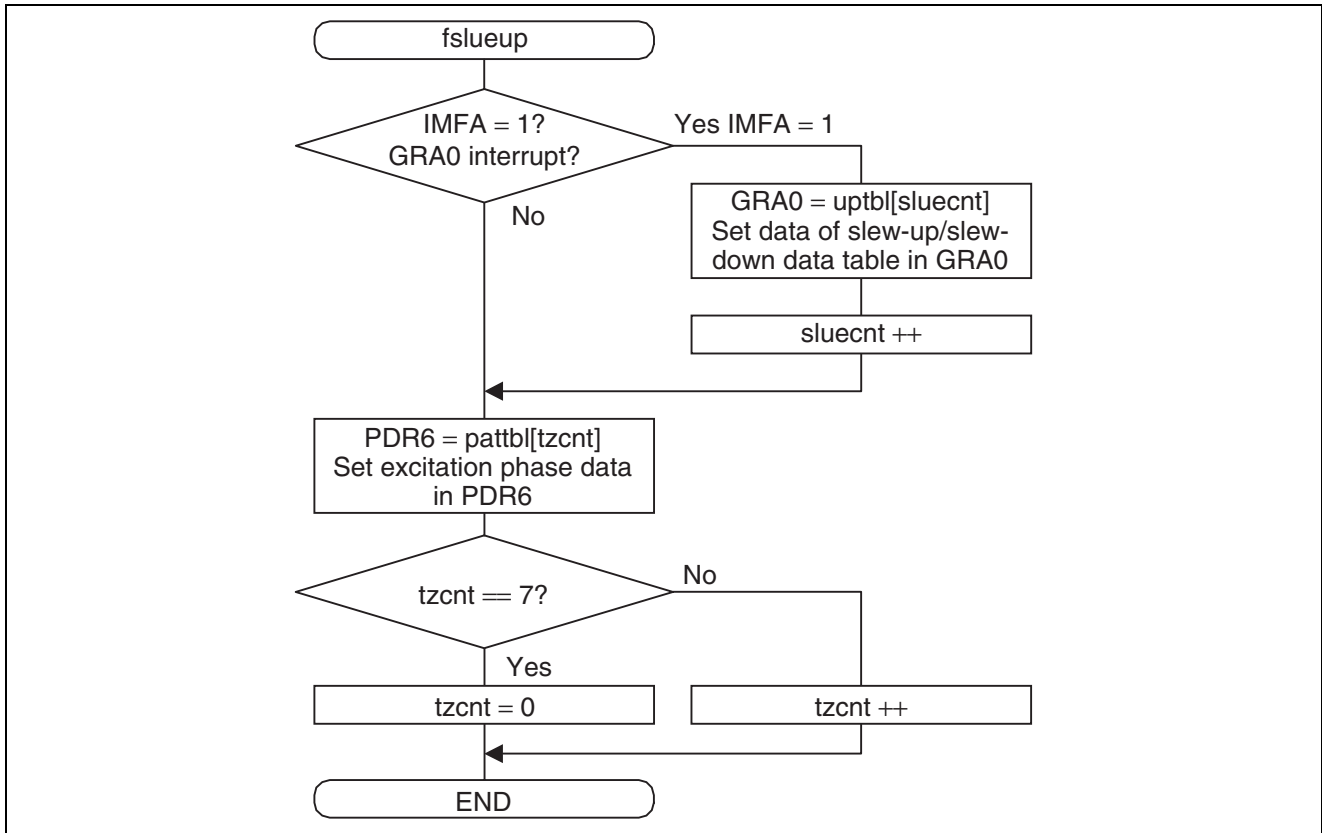 fslueup
IMFA = 1?
GRA0 interrupt?
Yes IMFA = 1
No
GRA0 = uptbl[sluecnt]
Set data of slew-up/slew-
down data table in GRA0
sluecnt ++
PDR6 = pattbl[tzcnt]
Set excitation phase data
in PDR6
tzcnt == 7?
No
Yes
tzcnt = 0
tzcnt ++
END